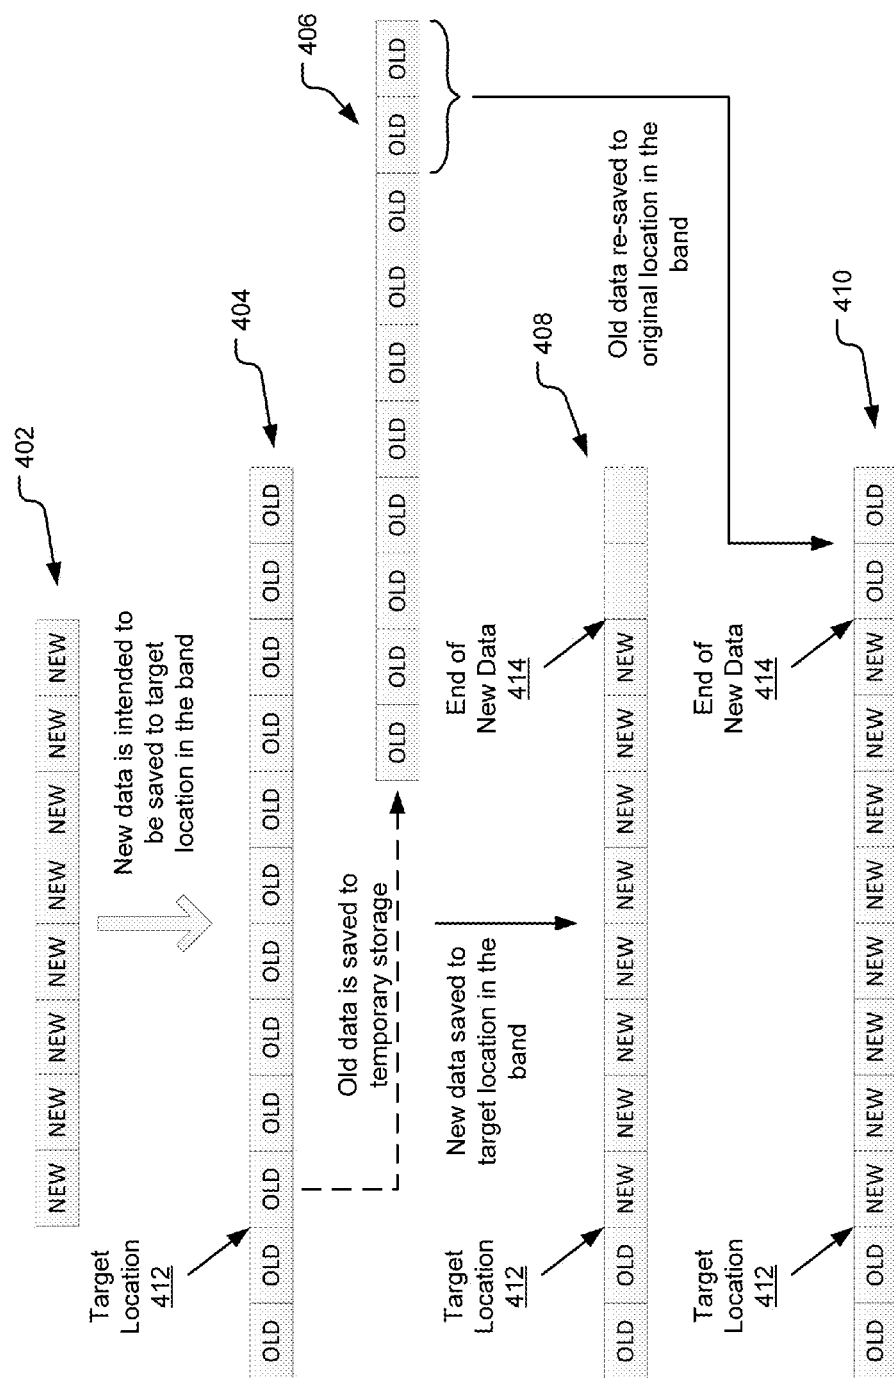 402
NEW NEW NEW NEW NEW NEW NEW NEW
New data is intended to
be saved to target
location in the band
Target
Location
412
404
OLD OLD OLD OLD OLD OLD OLD OLD OLD OLD OLD OLD
406
OLD OLD OLD OLD OLD OLD OLD OLD OLD OLD
Old data is saved to
temporary storage
New data saved to
target location in the
band
Target
Location
412
End of
New Data
414
408
OLD OLD NEW NEW NEW NEW NEW NEW NEW NEW
Old data re-saved to
original location in the
band
Target
Location
412
End of
New Data
414
410
OLD OLD NEW NEW NEW NEW NEW NEW NEW NEW OLD OLD